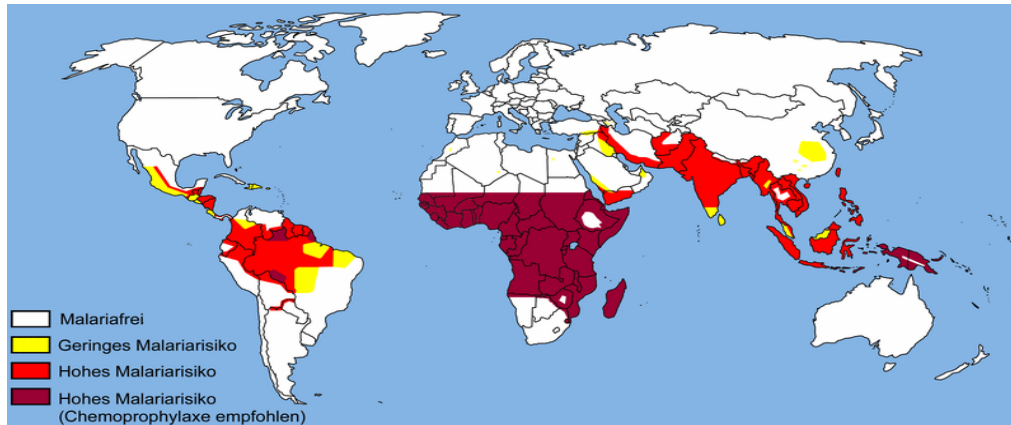 Malariafrei
Geringes Malariarisiko
Hohes Malariarisiko
Hohes Malariarisiko
(Chemoprophylaxe empfohlen)